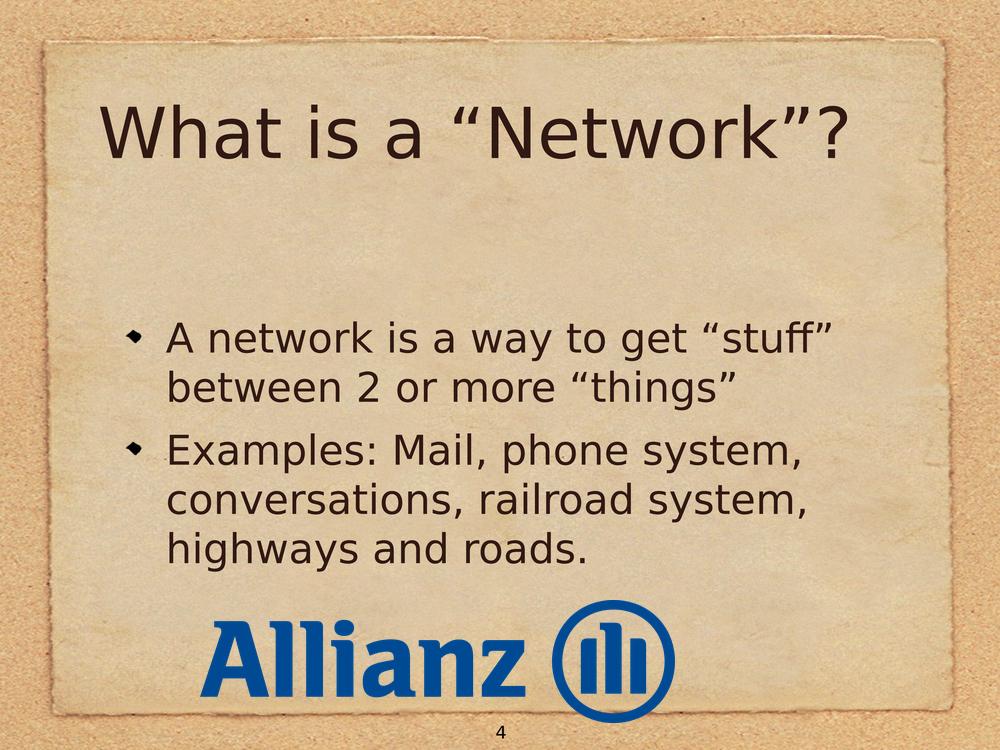 What is a “Network”?
A network is a way to get “stuff”
between 2 or more “things”
Examples: Mail, phone system,
conversations, railroad system,
highways and roads.
Allianz
4